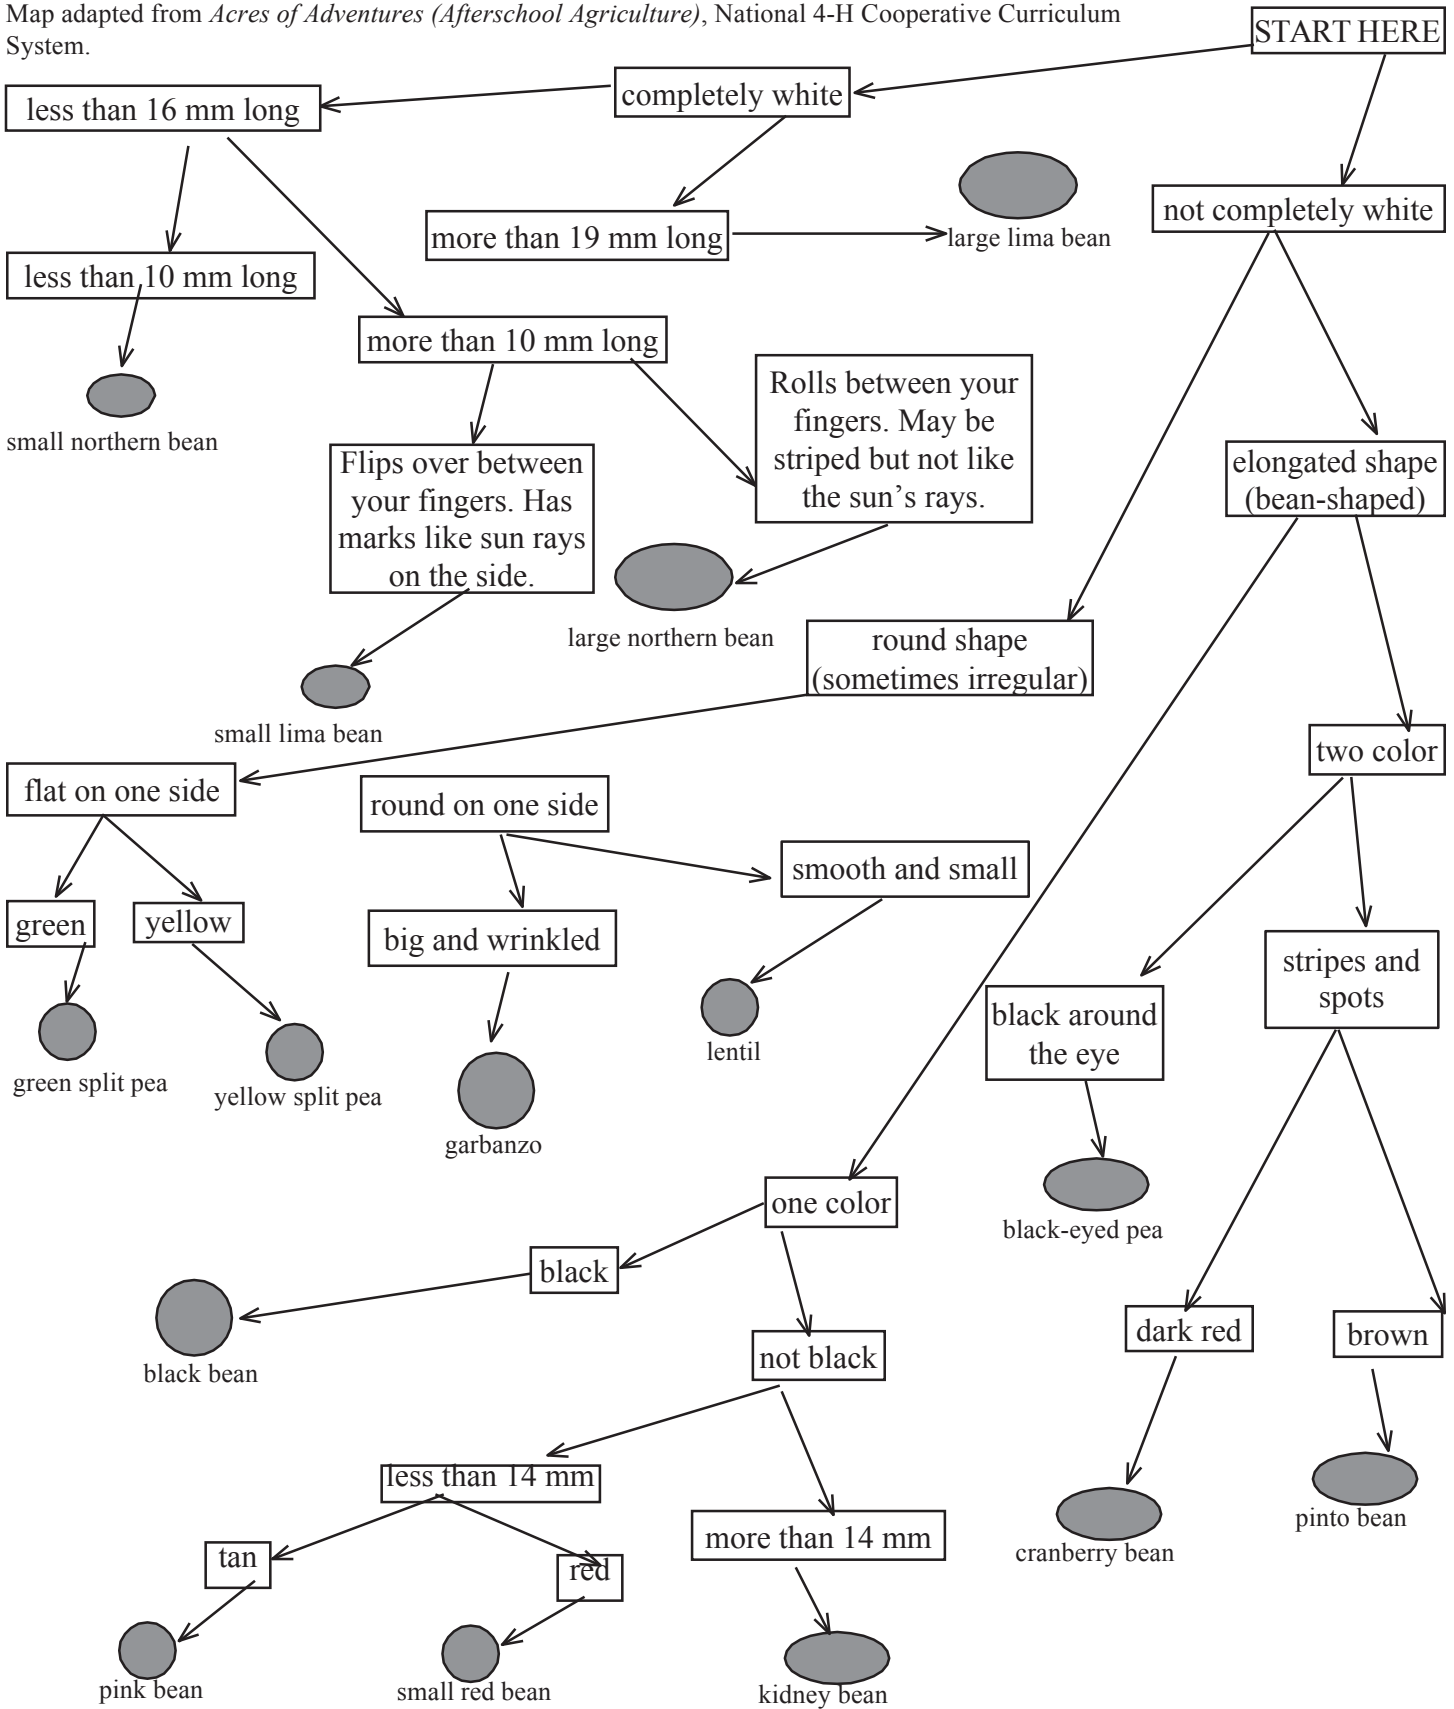 Map adapted from Acres of Adventures (Afterschool Agriculture), National 4-H Cooperative Curriculum
System.
START HERE
completely white
less than 16 mm long
not completely white
more than 19 mm long
large lima bean
less than 10 mm long
more than 10 mm long
small northern bean
Rolls between your
fingers. May be
striped but not like
the sun’s rays.
Flips over between
your fingers. Has
marks like sun rays
on the side.
elongated shape
(bean-shaped)
large northern bean
round shape
(sometimes irregular)
small lima bean
two color
flat on one side
round on one side
smooth and small
green
yellow
big and wrinkled
stripes and
spots
black around
the eye
lentil
green split pea
yellow split pea
garbanzo
one color
black-eyed pea
black
dark red
brown
black bean
not black
less than 14 mm
more than 14 mm
pinto bean
cranberry bean
tan
red
pink bean
small red bean
kidney bean